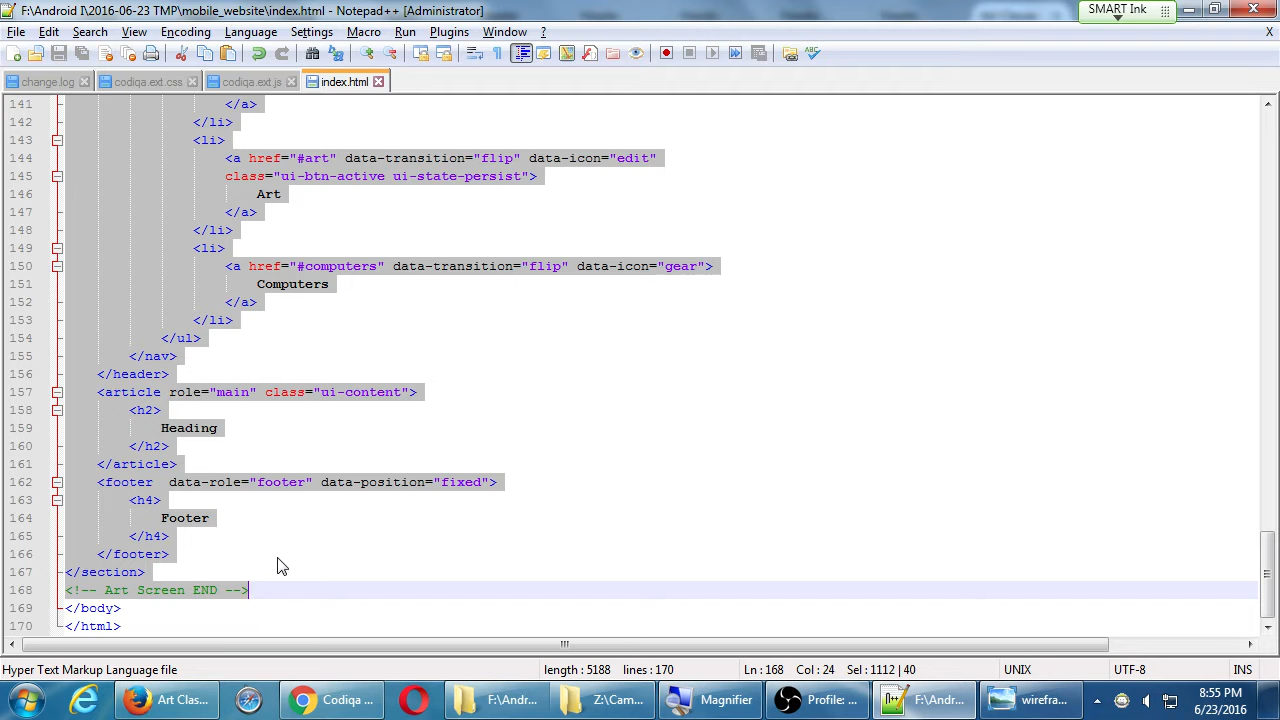 F:\Android I\2016-06-23 TMP\mobile_website\index.html - Notepad++ [Administrator]
SMART Ink
File Edit Search View Encoding Language Settings Macro Run Plugins Window ? X
change.log codiqa.ext.css codiqa.ext.js index.html
141 </a>
142 </li>
143 <li>
144 <a href="#art" data-transition="flip" data-icon="edit"
145 class="ui-btn-active ui-state-persist">
146 Art
147 </a>
148 </li>
149 <li>
150 <a href="#computers" data-transition="flip" data-icon="gear">
151 Computers
152 </a>
153 </li>
154 </ul>
155 </nav>
156 </header>
157 <article role="main" class="ui-content">
158 <h2>
159 Heading
160 </h2>
161 </article>
162 <footer  data-role="footer" data-position="fixed">
163 <h4>
164 Footer
165 </h4>
166 </footer>
167 </section>
168 <!-- Art Screen END -->
169 </body>
170 </html>
Hyper Text Markup Language file length : 5188 lines : 170 Ln : 168 Col : 24 Sel : 1112 | 40 UNIX UTF-8 INS
Art Clas... Codiqa ... F:\Andr... Z:\Cam... Magnifier Profile: ... F:\And... wirefra...
8:55 PM
6/23/2016